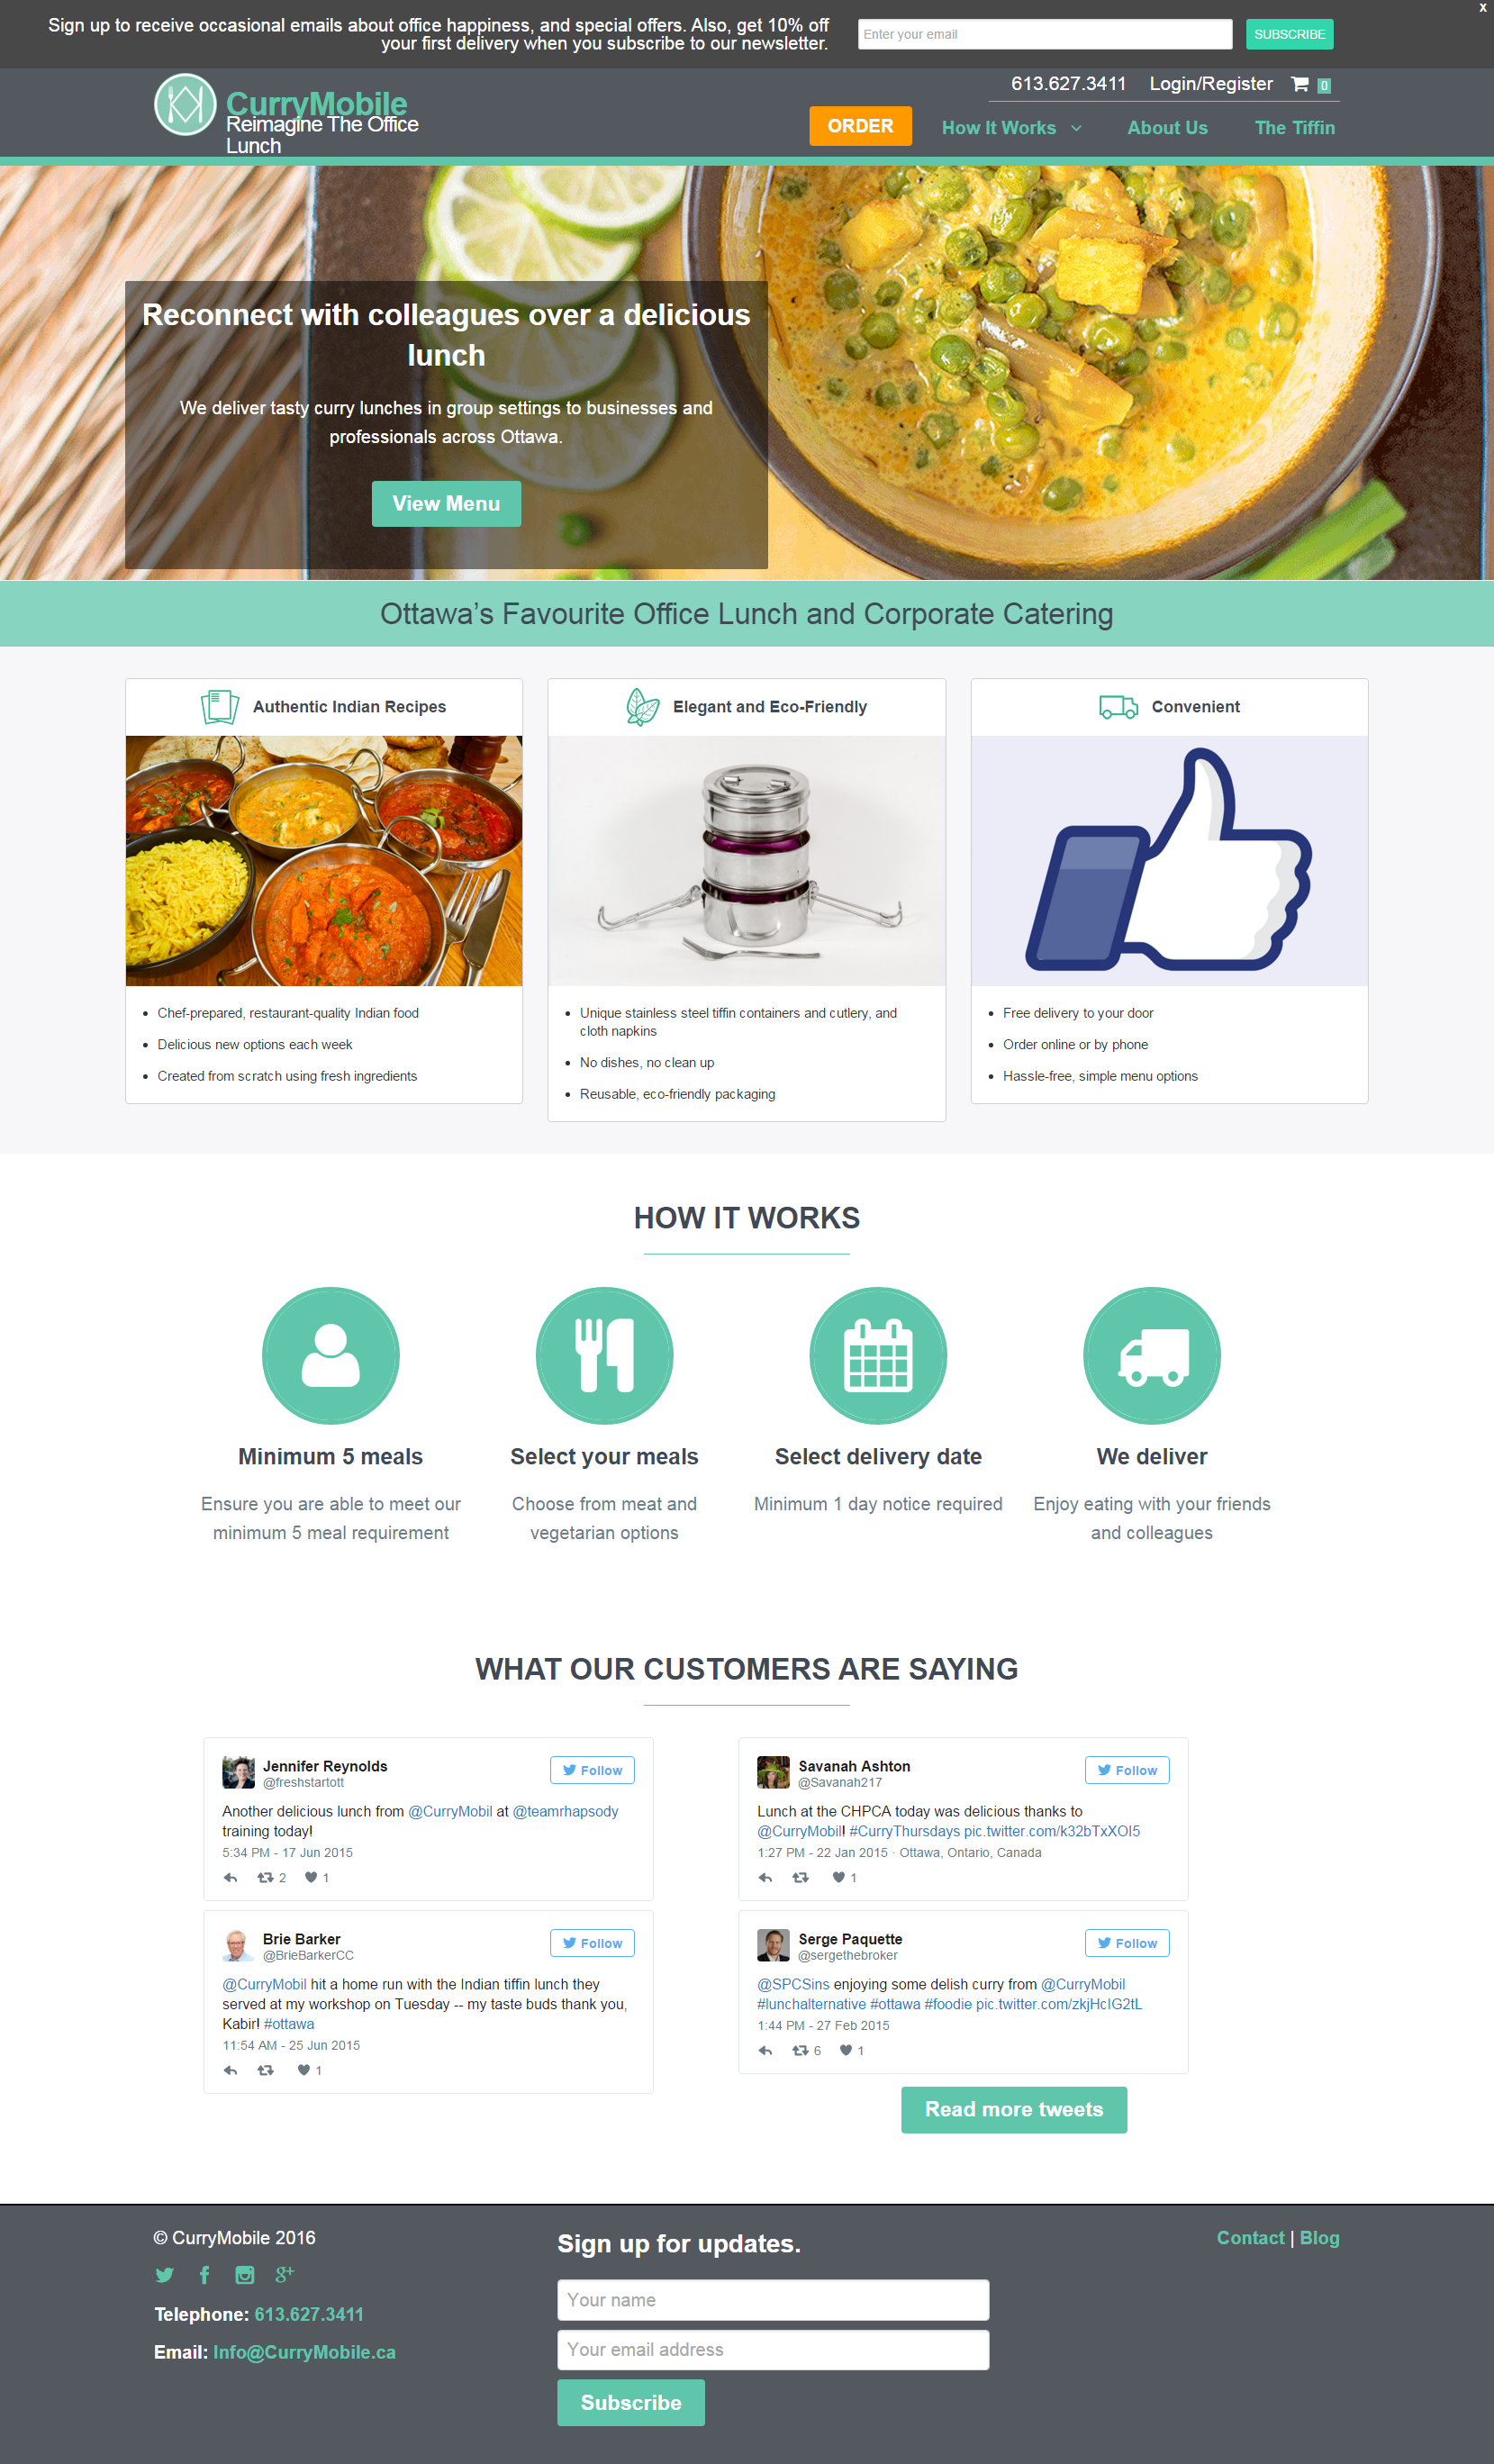 x
Sign up to receive occasional emails about office happiness, and special offers. Also, get 10% off
your first delivery when you subscribe to our newsletter.
Enter your email
SUBSCRIBE
CurryMobile
Reimagine The Office
Lunch
613.627.3411 Login/Register 0
ORDER How It Works About Us The Tiffin
Reconnect with colleagues over a delicious
lunch
We deliver tasty curry lunches in group settings to businesses and
professionals across Ottawa.
View Menu
Ottawa’s Favourite Office Lunch and Corporate Catering
Authentic Indian Recipes
Chef-prepared, restaurant-quality Indian food
Delicious new options each week
Created from scratch using fresh ingredients
Elegant and Eco-Friendly
Unique stainless steel tiffin containers and cutlery, and
cloth napkins
No dishes, no clean up
Reusable, eco-friendly packaging
Convenient
Free delivery to your door
Order online or by phone
Hassle-free, simple menu options
HOW IT WORKS
Minimum 5 meals
Ensure you are able to meet our
minimum 5 meal requirement
Select your meals
Choose from meat and
vegetarian options
Select delivery date
Minimum 1 day notice required
We deliver
Enjoy eating with your friends
and colleagues
WHAT OUR CUSTOMERS ARE SAYING
Jennifer Reynolds
@freshstartott
Follow
Another delicious lunch from @CurryMobil at @teamrhapsody
training today!
5:34 PM - 17 Jun 2015
2 1
Savanah Ashton
@Savanah217
Follow
Lunch at the CHPCA today was delicious thanks to
@CurryMobil! #CurryThursdays pic.twitter.com/k32bTxXOI5
1:27 PM - 22 Jan 2015 · Ottawa, Ontario, Canada
1
Brie Barker
@BrieBarkerCC
Follow
@CurryMobil hit a home run with the Indian tiffin lunch they
served at my workshop on Tuesday -- my taste buds thank you,
Kabir! #ottawa
11:54 AM - 25 Jun 2015
1
Serge Paquette
@sergethebroker
Follow
@SPCSins enjoying some delish curry from @CurryMobil
#lunchalternative #ottawa #foodie pic.twitter.com/zkjHcIG2tL
1:44 PM - 27 Feb 2015
6 1
Read more tweets
© CurryMobile 2016
Telephone: 613.627.3411
Email: Info@CurryMobile.ca
Sign up for updates.
Your name
Your email address
Subscribe
Contact | Blog